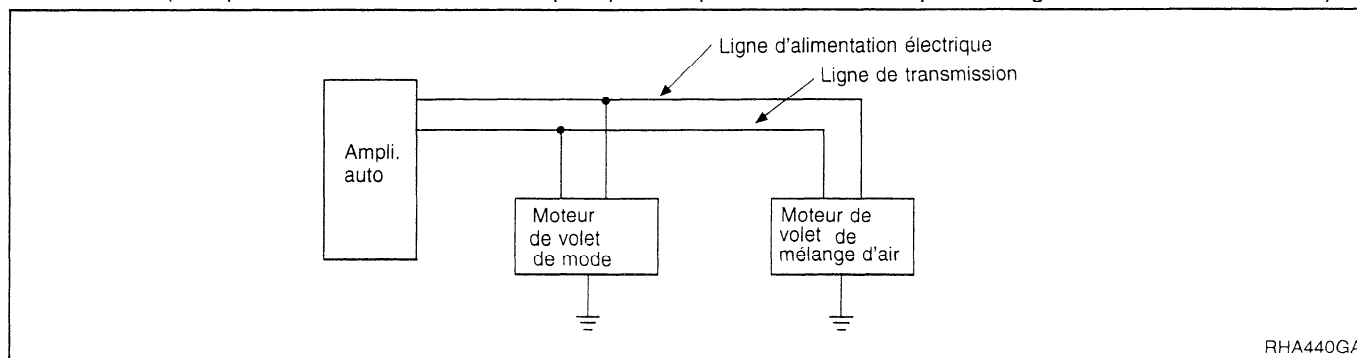 Ligne d'alimentation électrique
Ligne de transmission
Ampli.
auto
Moteur
de volet
de mode
Moteur de
volet de
mélange d'air
RHA440GA